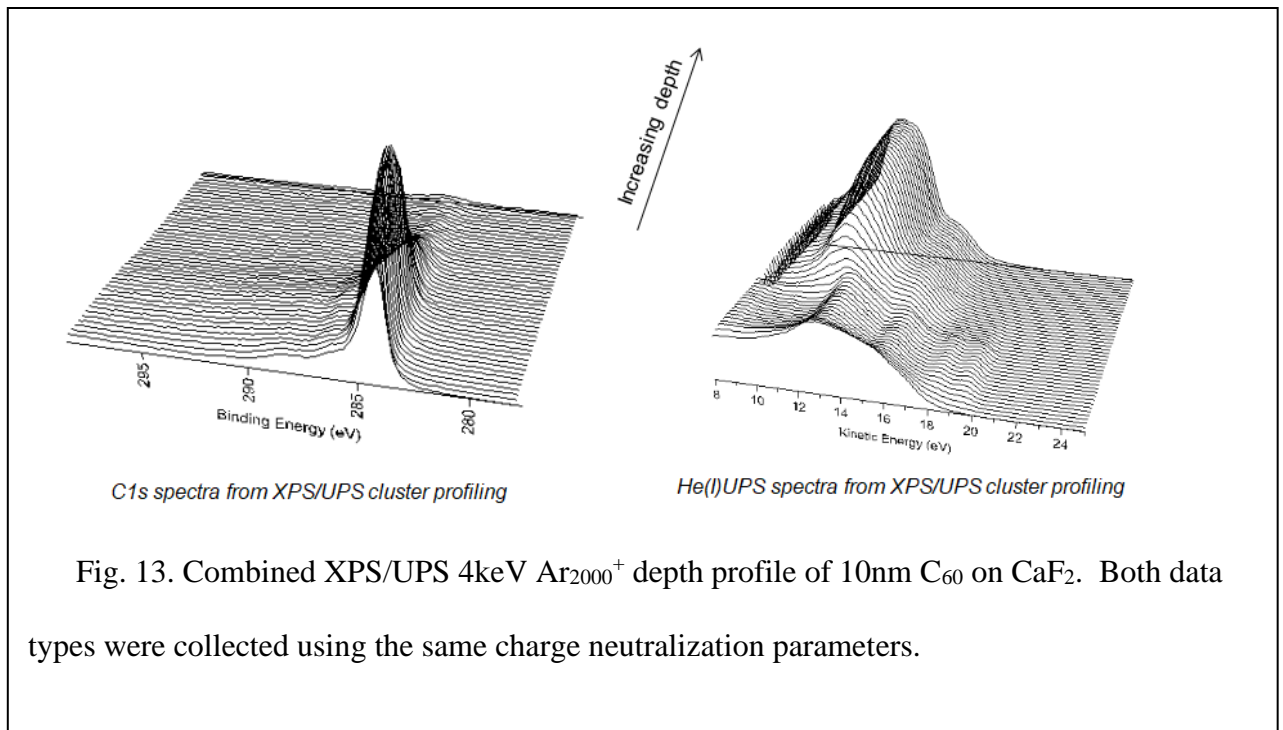 Increasing depth
295
290
285
280
Binding Energy (eV)
8
10
12
14
16
18
20
22
24
Kinetic Energy (eV)
C1s spectra from XPS/UPS cluster profiling
He(I)UPS spectra from XPS/UPS cluster profiling
Fig. 13. Combined XPS/UPS 4keV Ar₂₀₀₀⁺ depth profile of 10nm C₆₀ on CaF₂. Both data
types were collected using the same charge neutralization parameters.